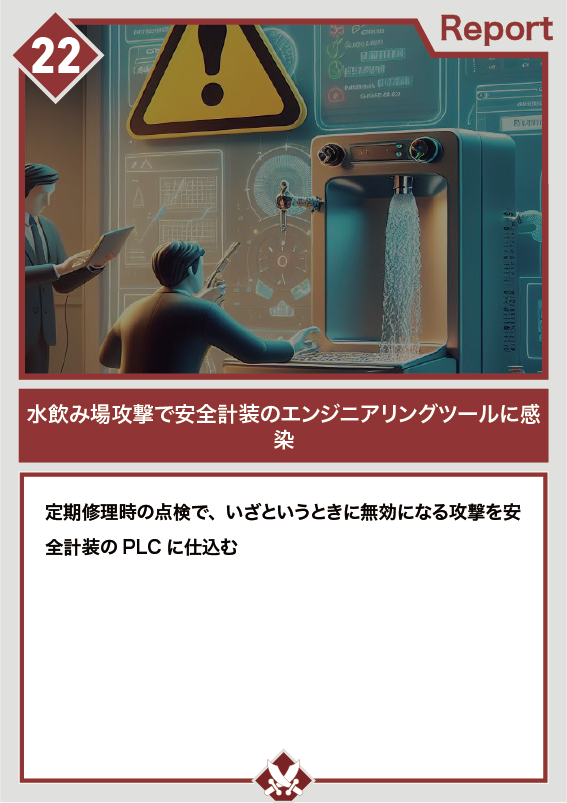 22
Report
水飲み場攻撃で安全計装のエンジニアリングツールに感
染
定期修理時の点検で、いざというときに無効になる攻撃を安
全計装の PLC に仕込む